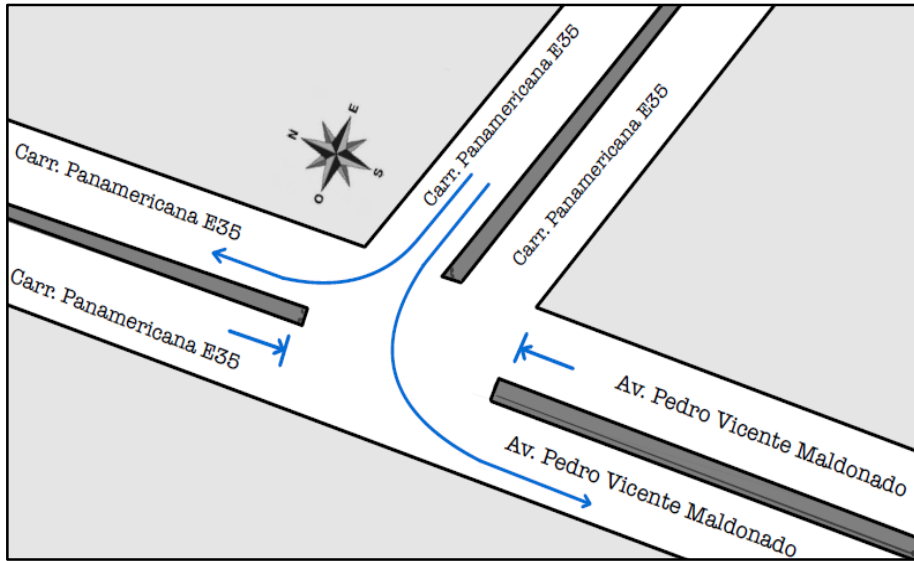 Carr. Panamericana E35
Carr. Panamericana E35
E
N
S
O
Carr. Panamericana E35
Carr. Panamericana E35
Av. Pedro Vicente Maldonado
Av. Pedro Vicente Maldonado